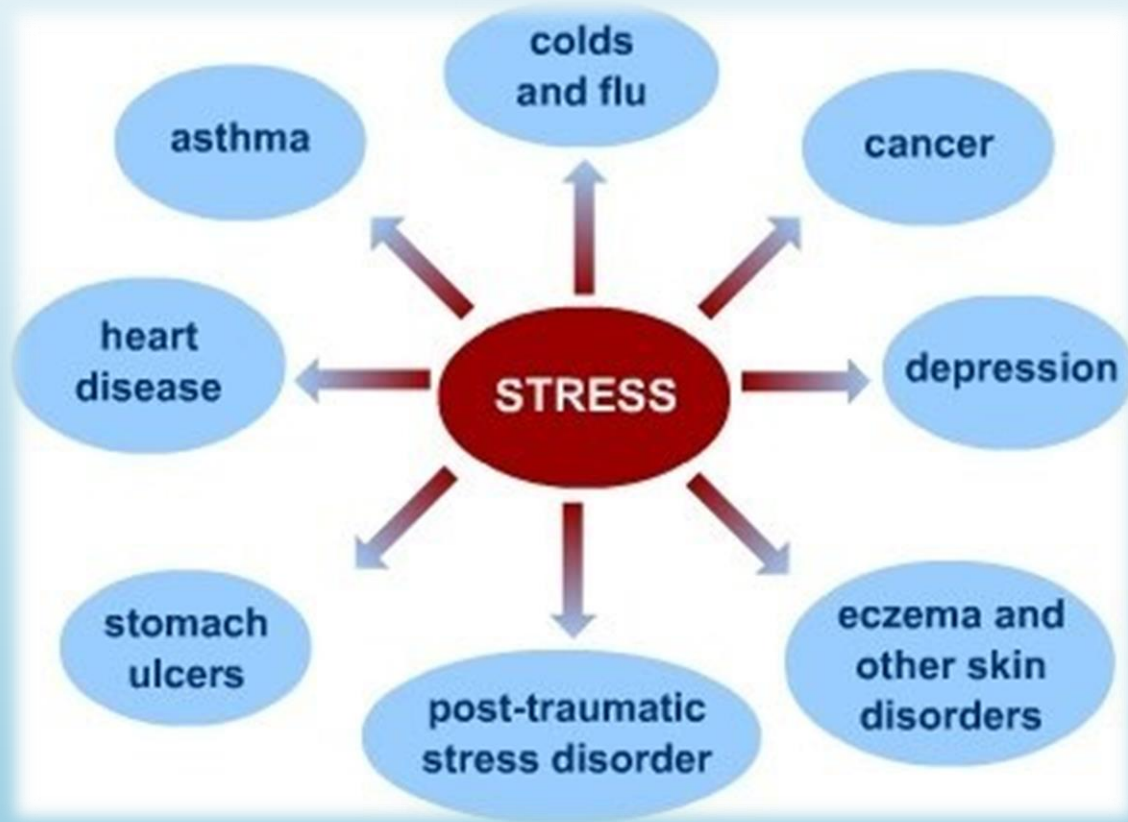 colds
and flu
asthma
cancer
heart
disease
STRESS
depression
stomach
ulcers
post-traumatic
stress disorder
eczema and
other skin
disorders